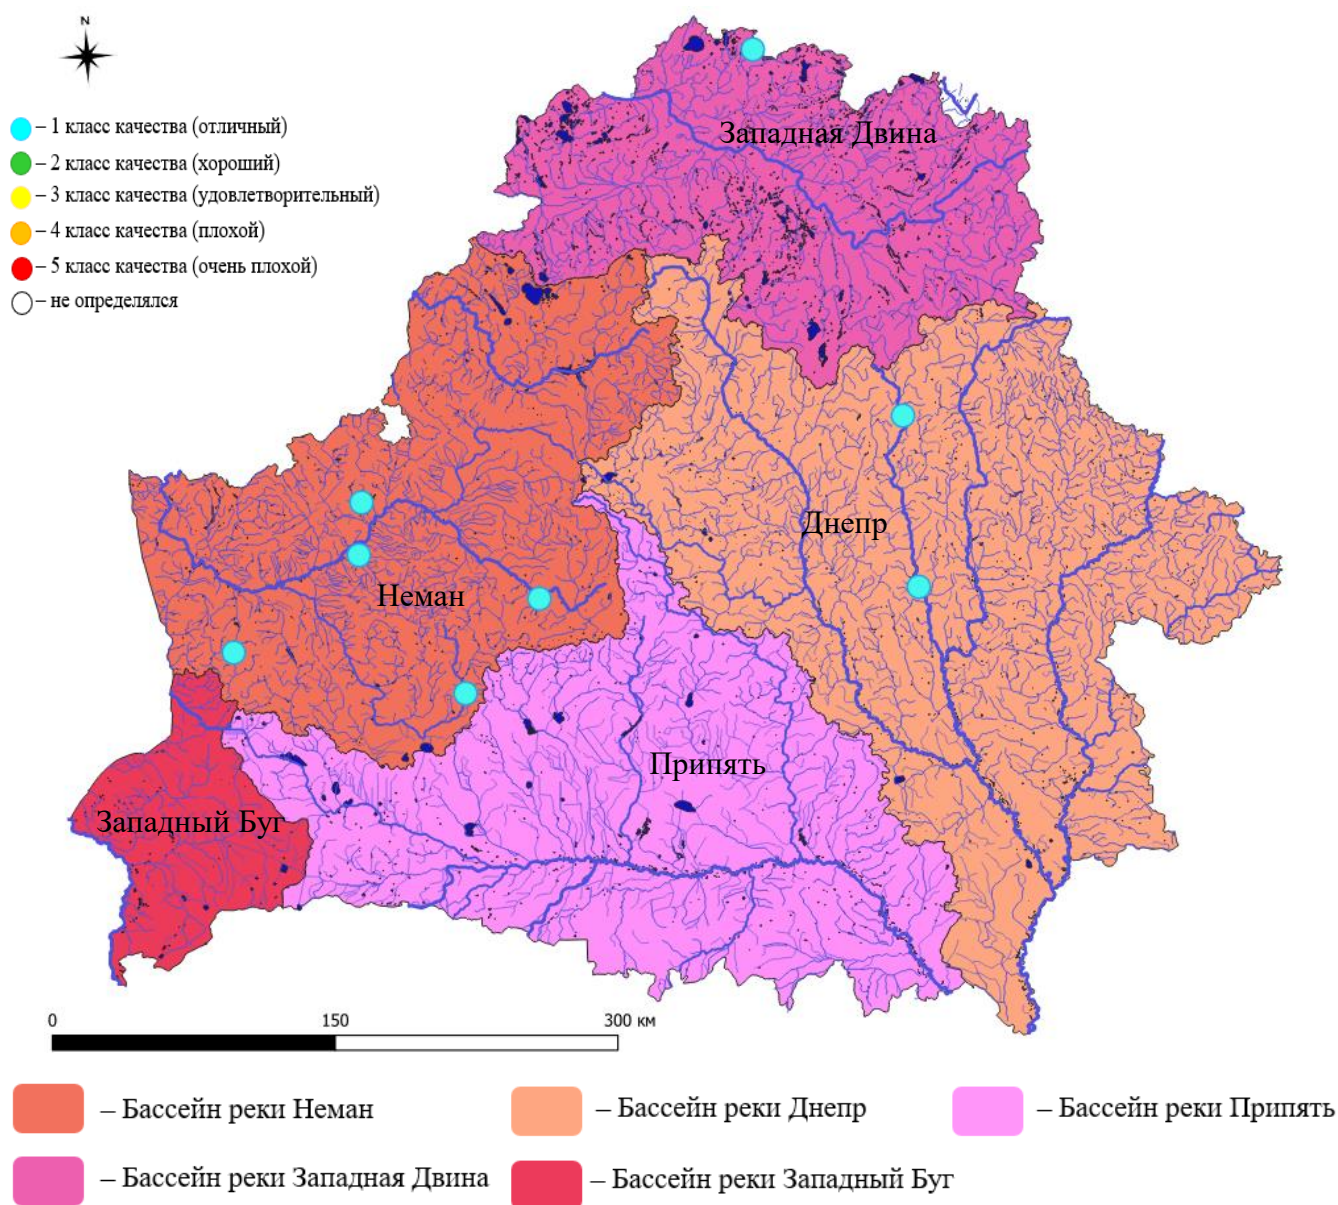 N
– 1 класс качества (отличный)
– 2 класс качества (хороший)
– 3 класс качества (удовлетворительный)
– 4 класс качества (плохой)
– 5 класс качества (очень плохой)
– не определялся
Западная Двина
Днепр
Неман
Припять
Западный Буг
0 150 300 км
– Бассейн реки Неман
– Бассейн реки Днепр
– Бассейн реки Припять
– Бассейн реки Западная Двина
– Бассейн реки Западный Буг